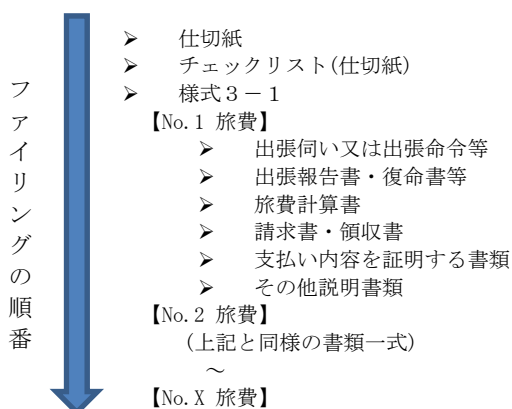 ファイリングの順番
➢ 仕切紙
➢ チェックリスト(仕切紙)
➢ 様式3-1
【No.1 旅費】
➢ 出張伺い又は出張命令等
➢ 出張報告書・復命書等
➢ 旅費計算書
➢ 請求書・領収書
➢ 支払い内容を証明する書類
➢ その他説明書類
【No.2 旅費】
(上記と同様の書類一式)
～
【No.X 旅費】